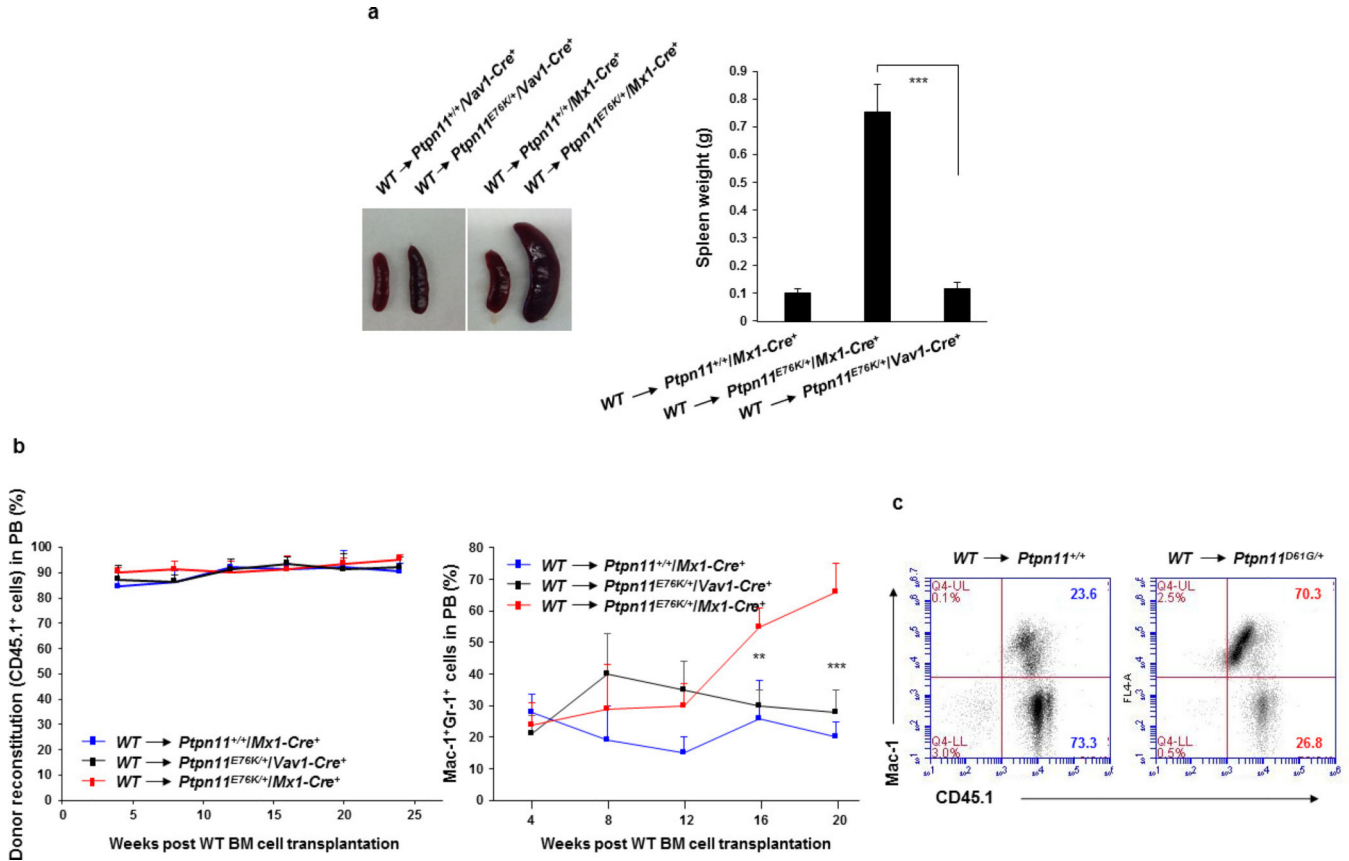 a
WT → Ptpn11+/+/Vav1-Cre+
WT → Ptpn11E76K/+/Vav1-Cre+
WT → Ptpn11+/+/Mx1-Cre+
WT → Ptpn11E76K/+/Mx1-Cre+
Spleen weight (g)
0.9
0.8
0.7
0.6
0.5
0.4
0.3
0.2
0.1
0
***
WT → Ptpn11+/+/Mx1-Cre+
WT → Ptpn11E76K/+/Mx1-Cre+
WT → Ptpn11E76K/+/Vav1-Cre+
b
Donor reconstitution (CD45.1+ cells) in PB (%)
100
90
80
70
60
50
40
30
20
10
0
WT → Ptpn11+/+/Mx1-Cre+
WT → Ptpn11E76K/+/Vav1-Cre+
WT → Ptpn11E76K/+/Mx1-Cre+
0 5 10 15 20 25
Weeks post WT BM cell transplantation
Mac-1+Gr-1+ cells in PB (%)
80
70
60
50
40
30
20
10
0
WT → Ptpn11+/+/Mx1-Cre+
WT → Ptpn11E76K/+/Vav1-Cre+
WT → Ptpn11E76K/+/Mx1-Cre+
**
***
4 8 12 16 20
Weeks post WT BM cell transplantation
c
WT → Ptpn11+/+
WT → Ptpn11D61G/+
Mac-1
Q4-UL
0.1%
23.6
Q4-LL
3.0%
73.3
FL4-A
Q4-UL
2.5%
70.3
Q4-LL
0.5%
26.8
CD45.1